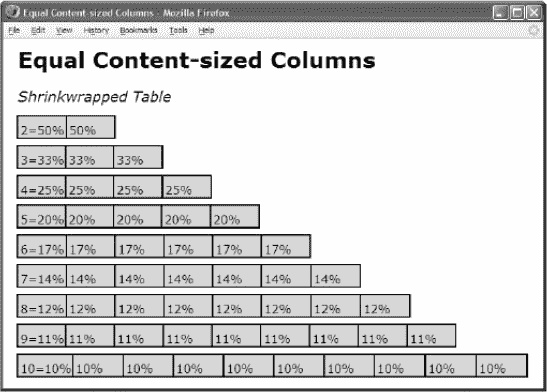 Equal Content-sized Columns - Mozilla Firefox
File Edit View History Bookmarks Tools Help
Equal Content-sized Columns
Shrinkwrapped Table
2=50% 50%
3=33% 33% 33%
4=25% 25% 25% 25%
5=20% 20% 20% 20% 20%
6=17% 17% 17% 17% 17% 17%
7=14% 14% 14% 14% 14% 14% 14%
8=12% 12% 12% 12% 12% 12% 12% 12%
9=11% 11% 11% 11% 11% 11% 11% 11% 11%
10=10% 10% 10% 10% 10% 10% 10% 10% 10% 10%